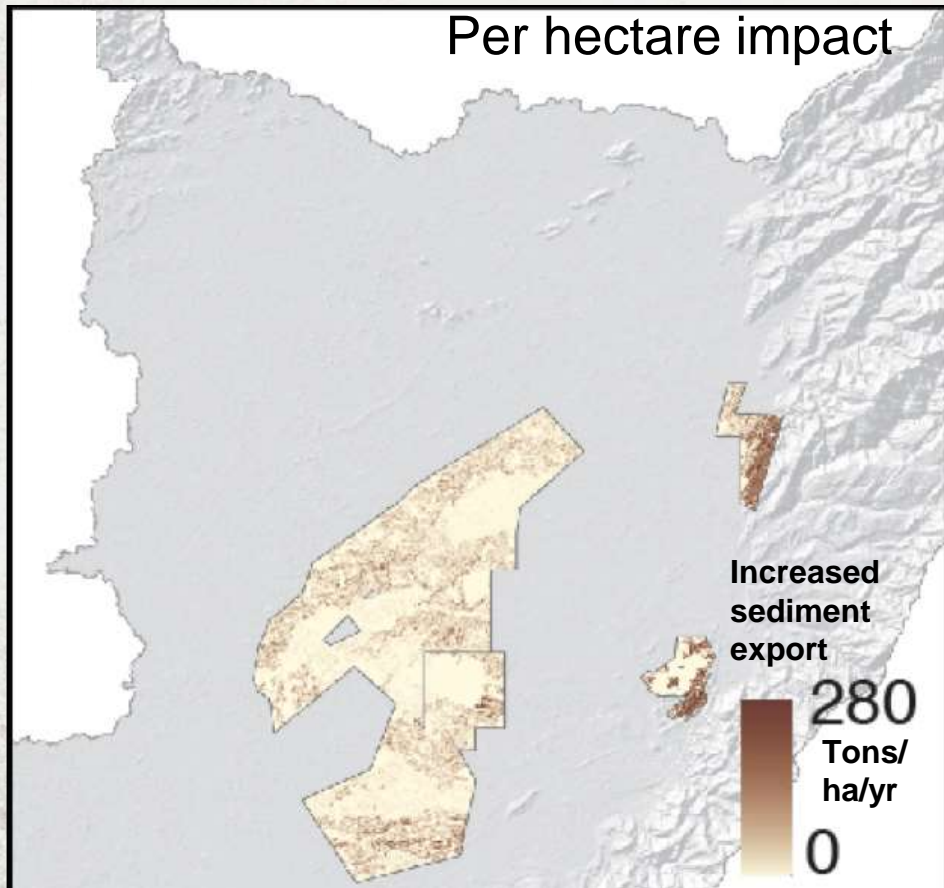 Per hectare impact
Increased
sediment
export
280
Tons/
ha/yr
0